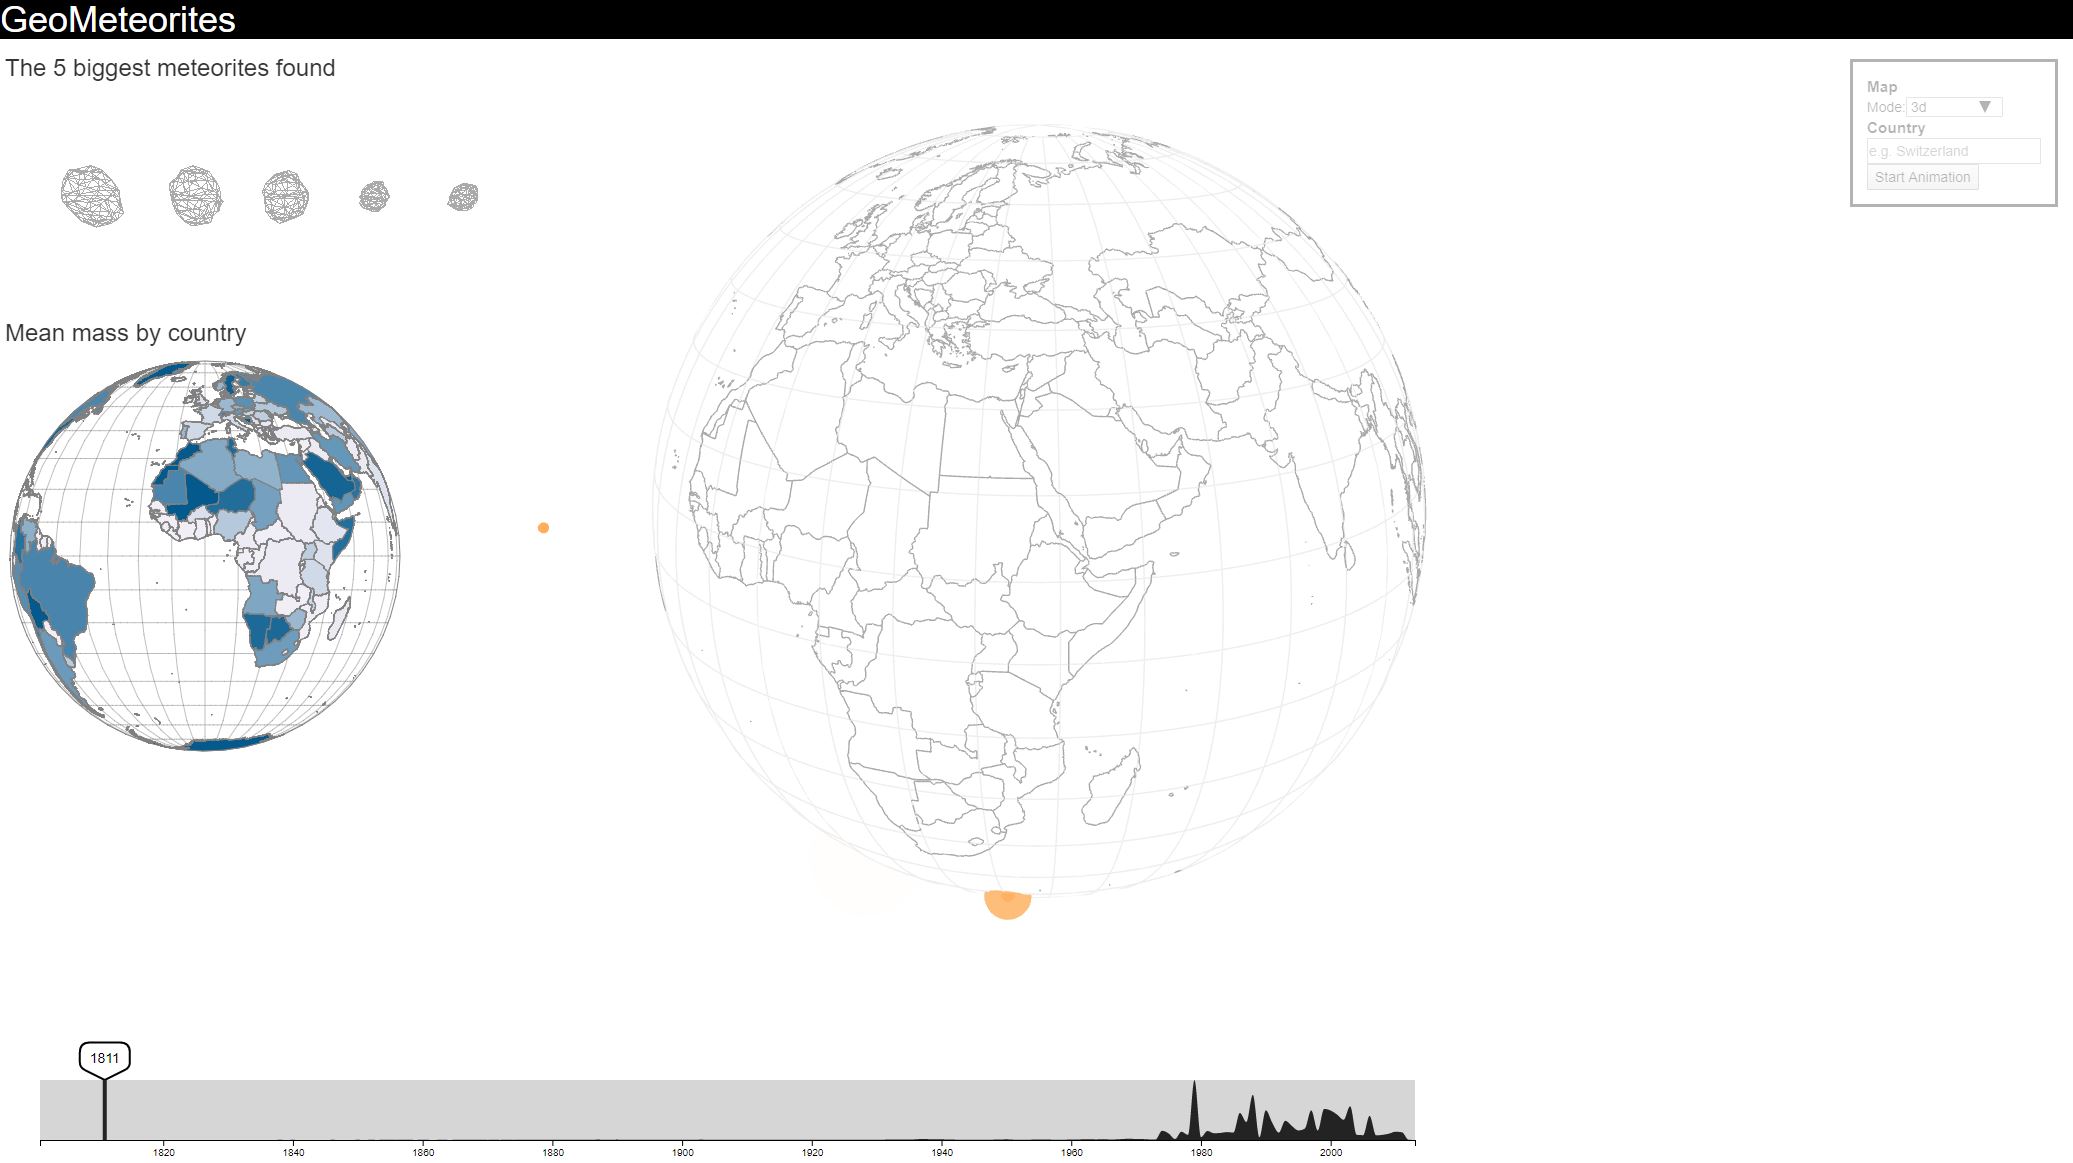 GeoMeteorites
The 5 biggest meteorites found
Map
Mode: 3d
Country
e.g. Switzerland
Start Animation
Mean mass by country
1811
1820 1840 1860 1880 1900 1920 1940 1960 1980 2000